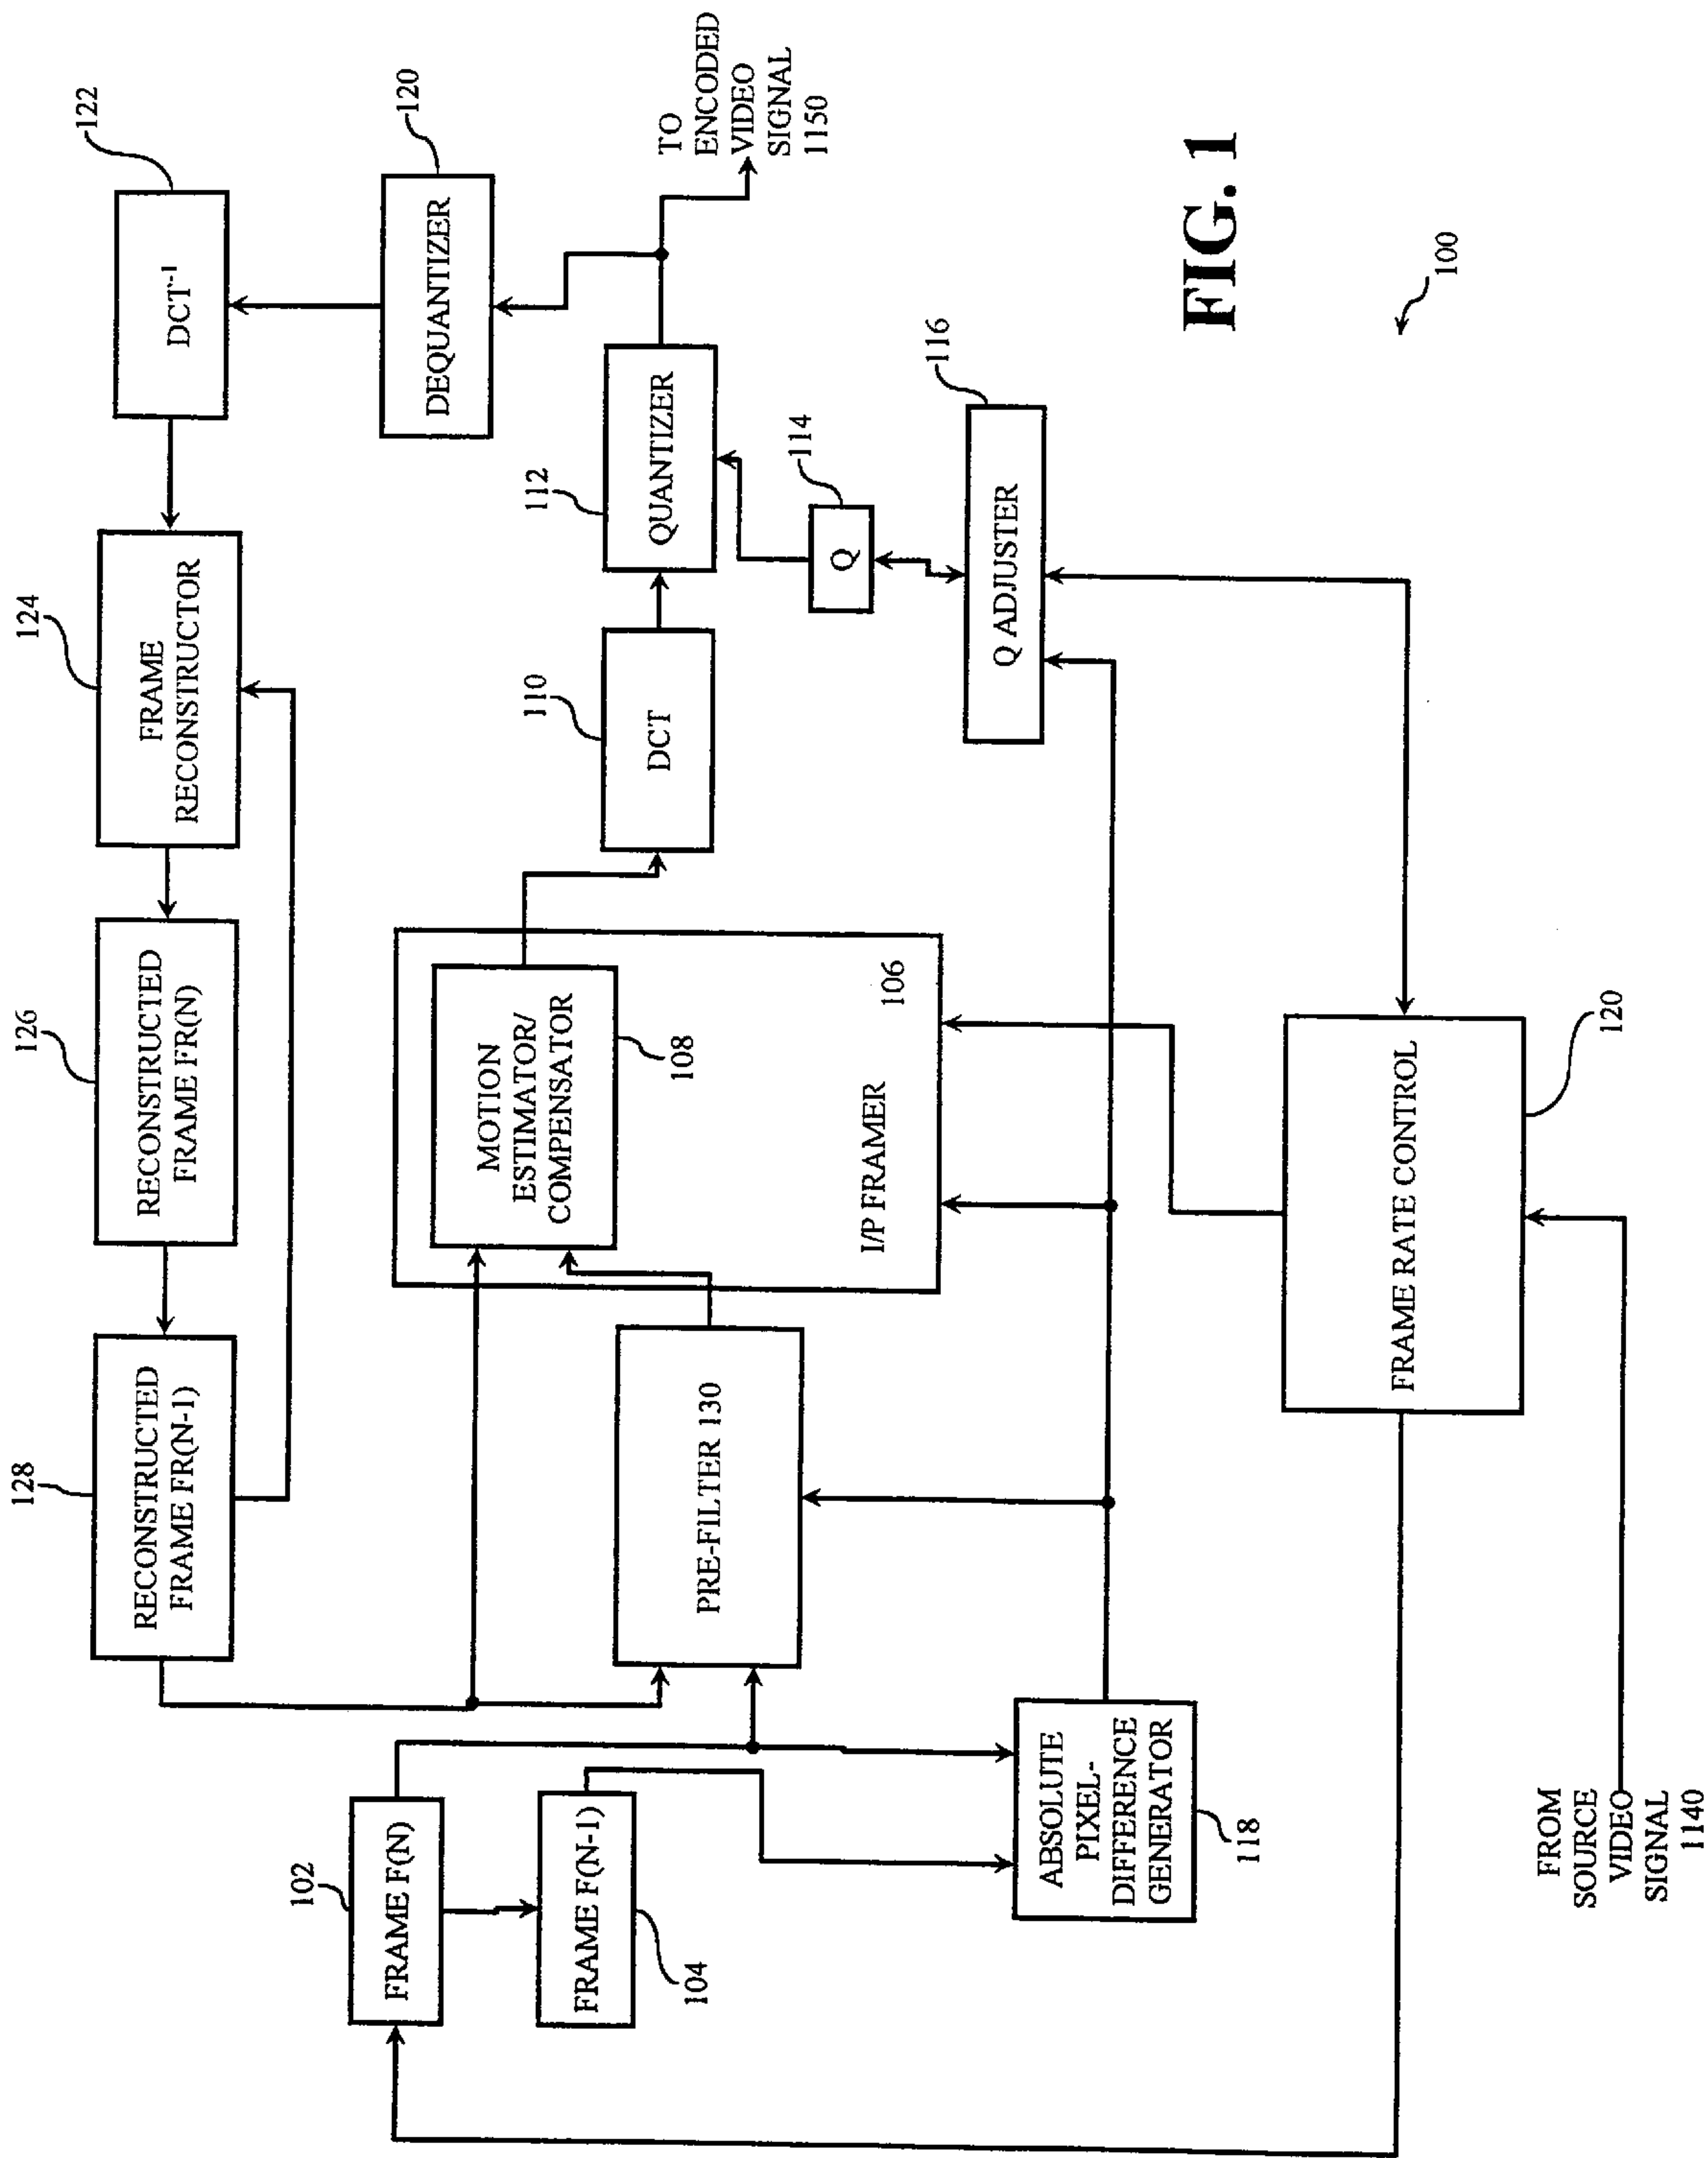 128
126
124
122
RECONSTRUCTED
FRAME FR(N-1)
RECONSTRUCTED
FRAME FR(N)
FRAME
RECONSTRUCTOR
DCT-1
120
DEQUANTIZER
102
FRAME F(N)
MOTION
ESTIMATOR/
COMPENSATOR
108
I/P FRAMER
106
110
DCT
112
QUANTIZER
TO
ENCODED
VIDEO
SIGNAL
1150
FRAME F(N-1)
104
PRE-FILTER 130
Q
114
116
Q ADJUSTER
ABSOLUTE
PIXEL-
DIFFERENCE
GENERATOR
118
FRAME RATE CONTROL
120
FROM
SOURCE
VIDEO
SIGNAL
1140
FIG. 1
100